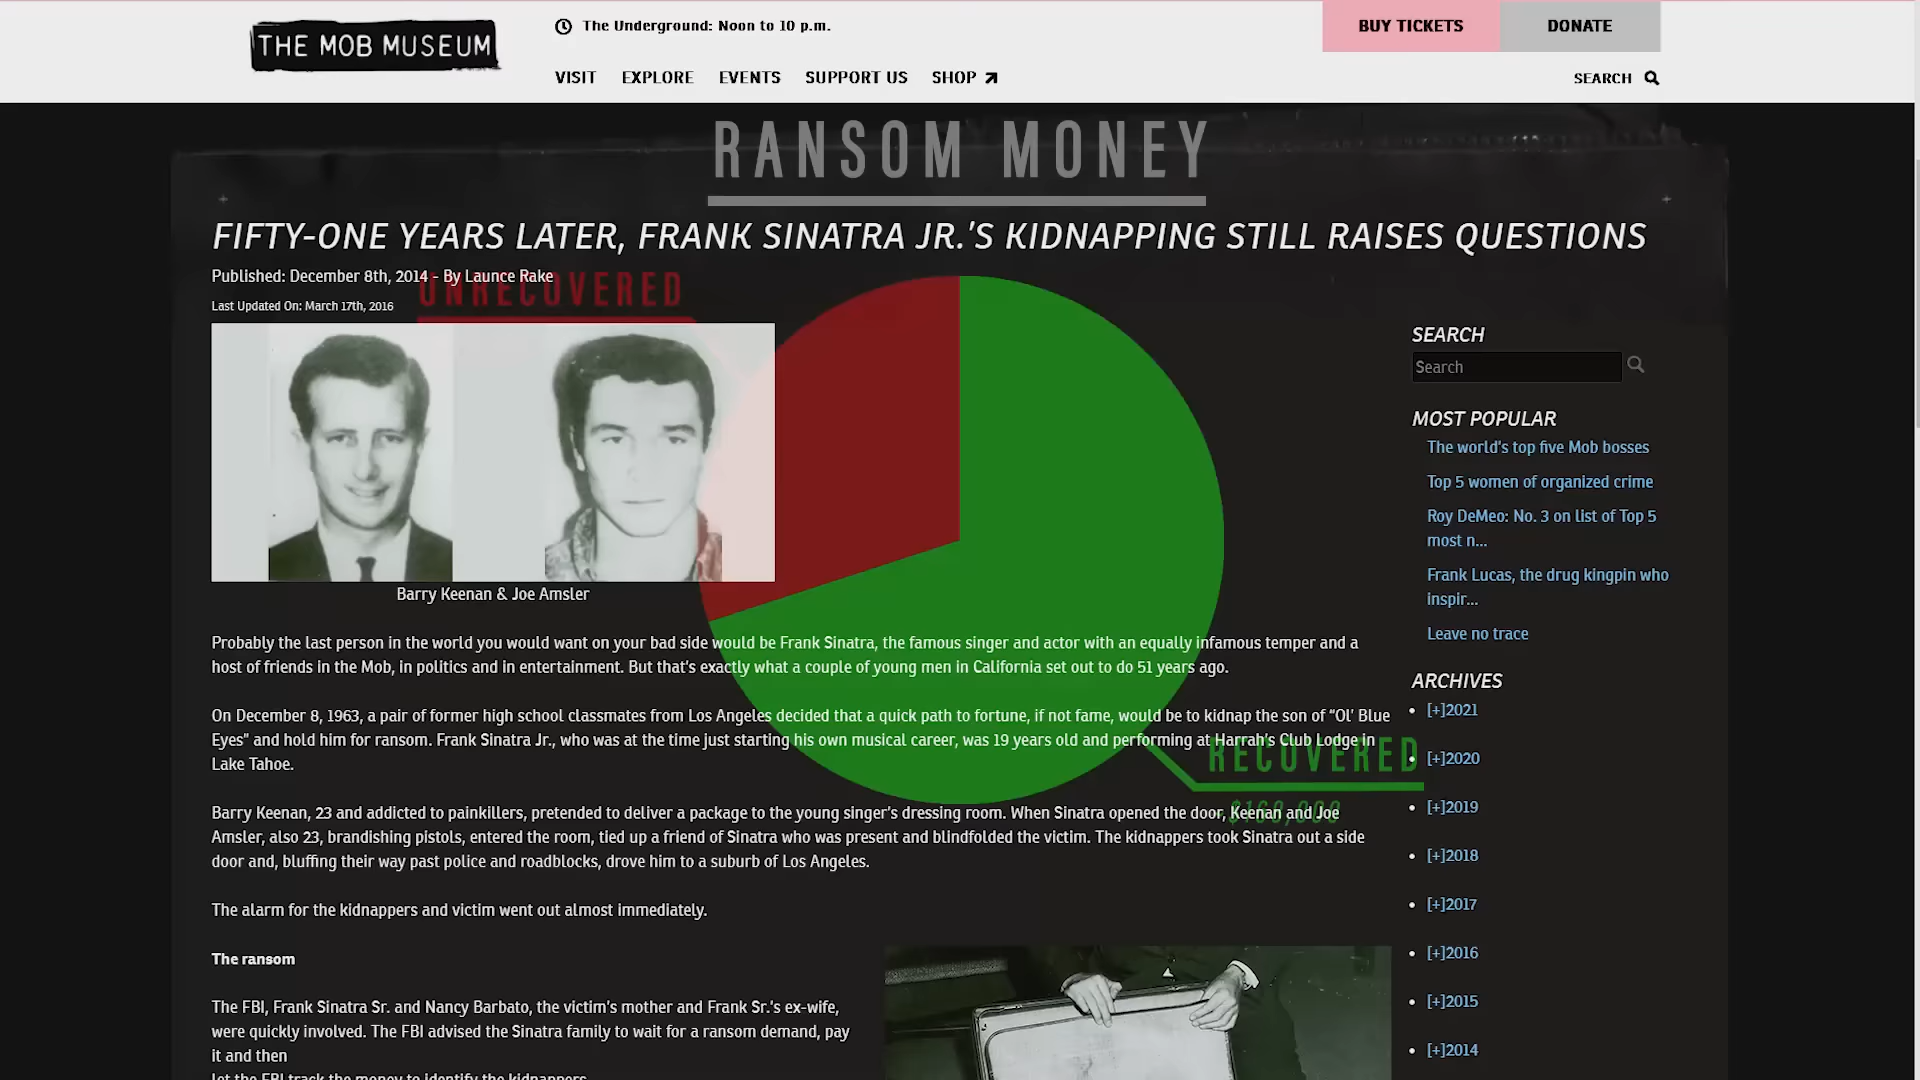 THE MOB MUSEUM
The Underground: Noon to 10 p.m.
BUY TICKETS
DONATE
VISIT EXPLORE EVENTS SUPPORT US SHOP
SEARCH
RANSOM MONEY
FIFTY-ONE YEARS LATER, FRANK SINATRA JR.'S KIDNAPPING STILL RAISES QUESTIONS
Published: December 8th, 2014 - By Launce Rake
UNRECOVERED
Last Updated On: March 17th, 2016
Barry Keenan & Joe Amsler
Probably the last person in the world you would want on your bad side would be Frank Sinatra, the famous singer and actor with an equally infamous temper and a
host of friends in the Mob, in politics and in entertainment. But that's exactly what a couple of young men in California set out to do 51 years ago.
On December 8, 1963, a pair of former high school classmates from Los Angeles decided that a quick path to fortune, if not fame, would be to kidnap the son of “Ol' Blue
Eyes” and hold him for ransom. Frank Sinatra Jr., who was at the time just starting his own musical career, was 19 years old and performing at Harrah's Club Lodge in
Lake Tahoe.
RECOVERED
$168,000
Barry Keenan, 23 and addicted to painkillers, pretended to deliver a package to the young singer's dressing room. When Sinatra opened the door, Keenan and Joe
Amsler, also 23, brandishing pistols, entered the room, tied up a friend of Sinatra who was present and blindfolded the victim. The kidnappers took Sinatra out a side
door and, bluffing their way past police and roadblocks, drove him to a suburb of Los Angeles.
The alarm for the kidnappers and victim went out almost immediately.
The ransom
The FBI, Frank Sinatra Sr. and Nancy Barbato, the victim's mother and Frank Sr.'s ex-wife,
were quickly involved. The FBI advised the Sinatra family to wait for a ransom demand, pay
it and then
let the FBI track the money to identify the kidnappers.
SEARCH
Search
MOST POPULAR
The world's top five Mob bosses
Top 5 women of organized crime
Roy DeMeo: No. 3 on list of Top 5
most n...
Frank Lucas, the drug kingpin who
inspir...
Leave no trace
ARCHIVES
[+]2021
[+]2020
[+]2019
[+]2018
[+]2017
[+]2016
[+]2015
[+]2014